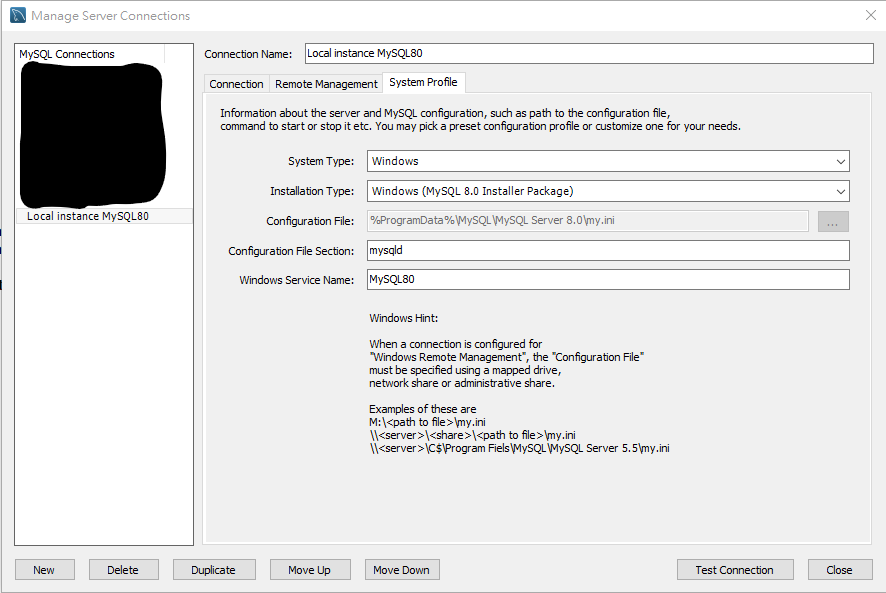 Manage Server Connections
MySQL Connections
Local instance MySQL80
Connection Name:
Local instance MySQL80
Connection
Remote Management
System Profile
Information about the server and MySQL configuration, such as path to the configuration file,
command to start or stop it etc. You may pick a preset configuration profile or customize one for your needs.
System Type:
Windows
Installation Type:
Windows (MySQL 8.0 Installer Package)
Configuration File:
%ProgramData%\MySQL\MySQL Server 8.0\my.ini
...
Configuration File Section:
mysqld
Windows Service Name:
MySQL80
Windows Hint:
When a connection is configured for
"Windows Remote Management", the "Configuration File"
must be specified using a mapped drive,
network share or administrative share.
Examples of these are
M:\<path to file>\my.ini
\\<server>\<share>\<path to file>\my.ini
\\<server>\C$\Program Fiels\MySQL\MySQL Server 5.5\my.ini
New
Delete
Duplicate
Move Up
Move Down
Test Connection
Close